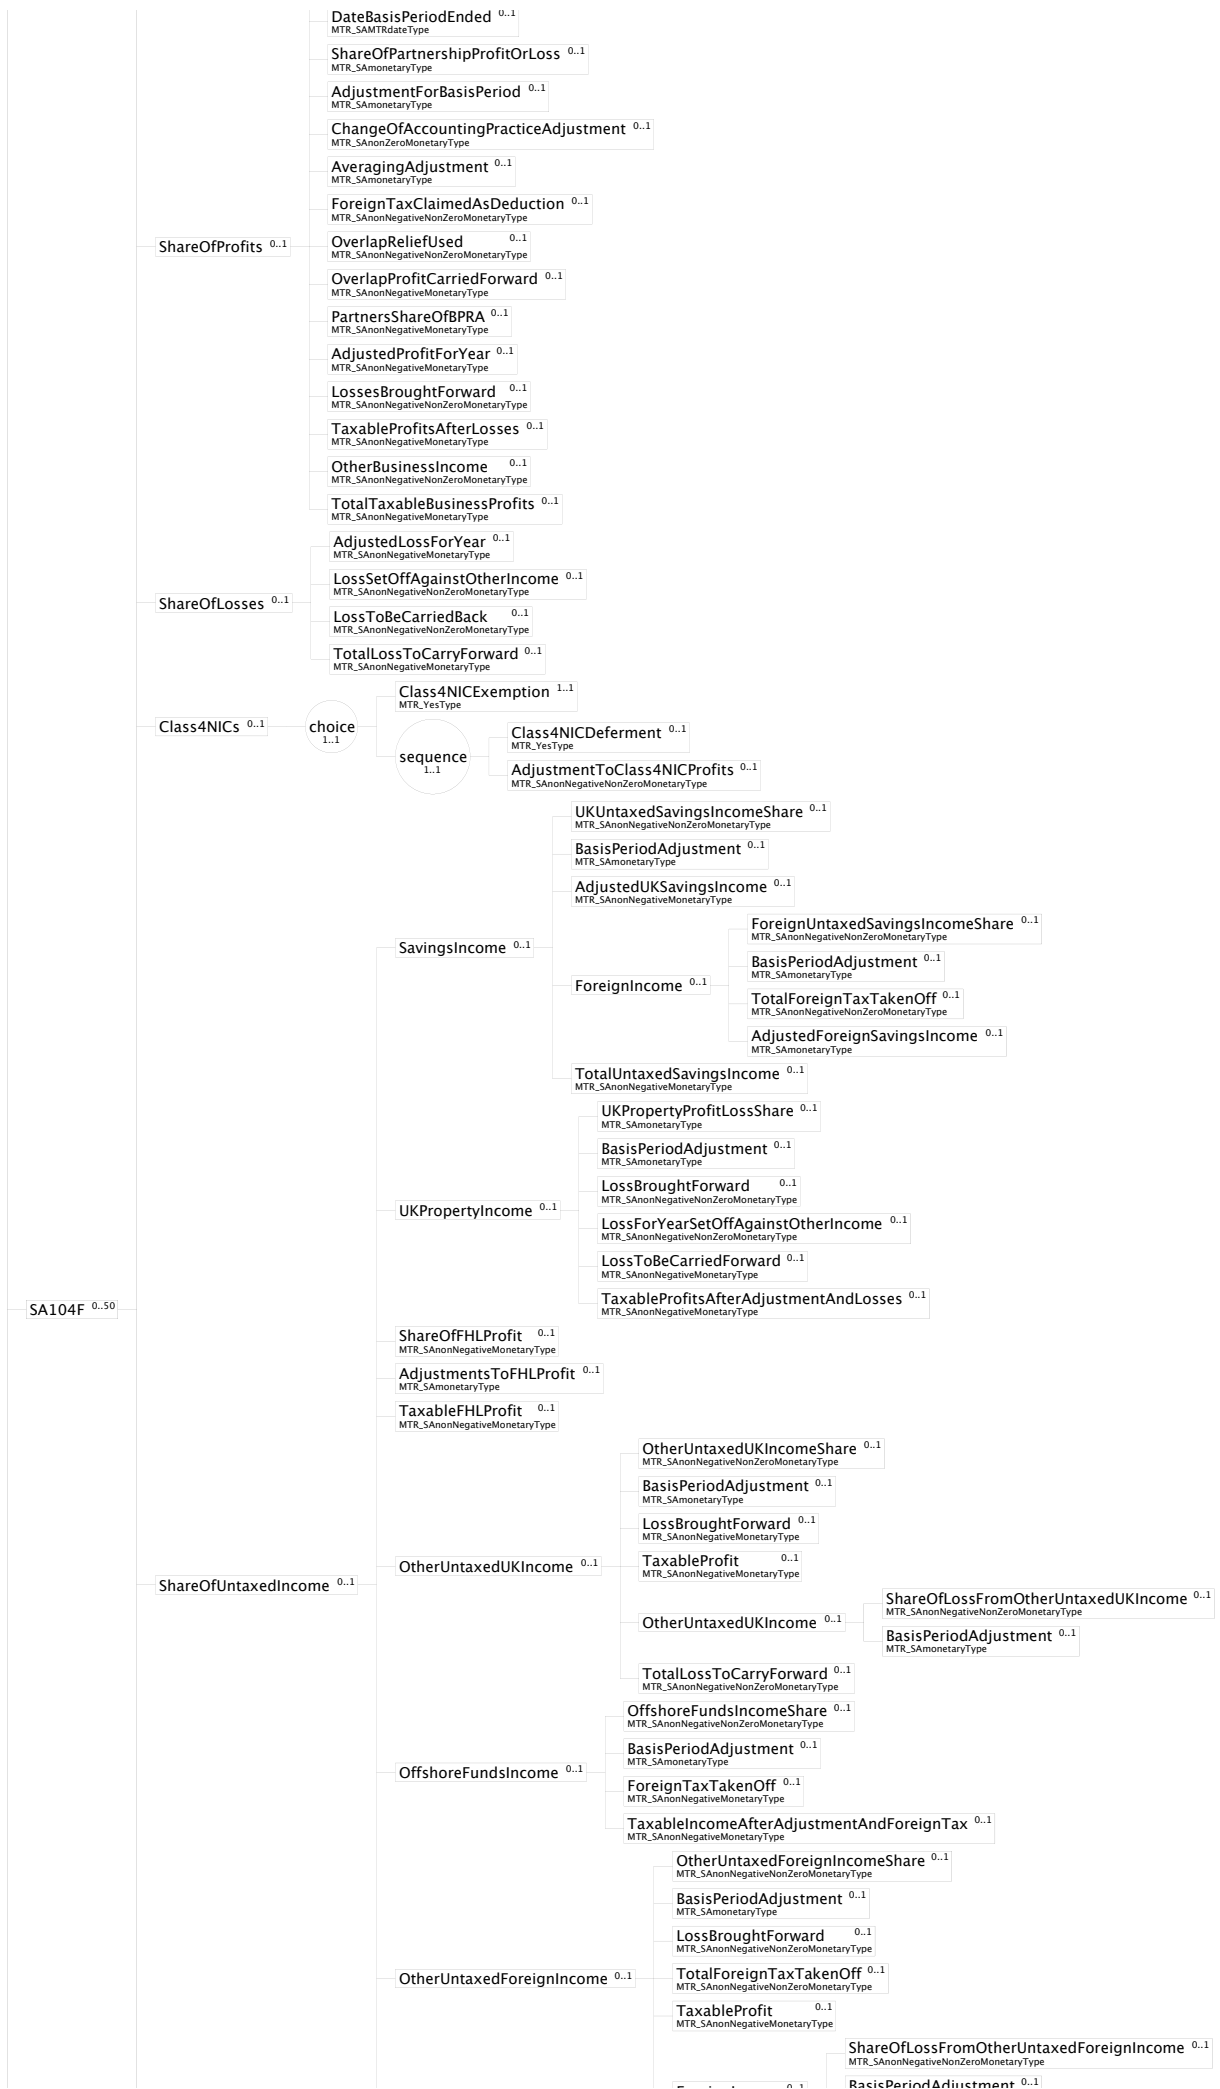 DateBasisPeriodEnded 0..1
MTR_SAMTRdateType
ShareOfPartnershipProfitOrLoss 0..1
MTR_SAmonetaryType
AdjustmentForBasisPeriod 0..1
MTR_SAmonetaryType
ChangeOfAccountingPracticeAdjustment 0..1
MTR_SAnonZeroMonetaryType
AveragingAdjustment 0..1
MTR_SAmonetaryType
ForeignTaxClaimedAsDeduction 0..1
MTR_SAnonNegativeNonZeroMonetaryType
ShareOfProfits 0..1
OverlapReliefUsed 0..1
MTR_SAnonNegativeNonZeroMonetaryType
OverlapProfitCarriedForward 0..1
MTR_SAnonNegativeMonetaryType
PartnersShareOfBPRA 0..1
MTR_SAnonNegativeMonetaryType
AdjustedProfitForYear 0..1
MTR_SAnonNegativeMonetaryType
LossesBroughtForward 0..1
MTR_SAnonNegativeNonZeroMonetaryType
TaxableProfitsAfterLosses 0..1
MTR_SAnonNegativeMonetaryType
OtherBusinessIncome 0..1
MTR_SAnonNegativeNonZeroMonetaryType
TotalTaxableBusinessProfits 0..1
MTR_SAnonNegativeMonetaryType
AdjustedLossForYear 0..1
MTR_SAnonNegativeMonetaryType
LossSetOffAgainstOtherIncome 0..1
MTR_SAnonNegativeNonZeroMonetaryType
ShareOfLosses 0..1
LossToBeCarriedBack 0..1
MTR_SAnonNegativeNonZeroMonetaryType
TotalLossToCarryForward 0..1
MTR_SAnonNegativeMonetaryType
Class4NICExemption 1..1
MTR_YesType
Class4NICs 0..1
choice
1..1
Class4NICDeferment 0..1
MTR_YesType
sequence
1..1
AdjustmentToClass4NICProfits 0..1
MTR_SAnonNegativeNonZeroMonetaryType
UKUntaxedSavingsIncomeShare 0..1
MTR_SAnonNegativeNonZeroMonetaryType
BasisPeriodAdjustment 0..1
MTR_SAmonetaryType
AdjustedUKSavingsIncome 0..1
MTR_SAnonNegativeMonetaryType
ForeignUntaxedSavingsIncomeShare 0..1
MTR_SAnonNegativeNonZeroMonetaryType
SavingsIncome 0..1
BasisPeriodAdjustment 0..1
MTR_SAmonetaryType
ForeignIncome 0..1
TotalForeignTaxTakenOff 0..1
MTR_SAnonNegativeNonZeroMonetaryType
AdjustedForeignSavingsIncome 0..1
MTR_SAmonetaryType
TotalUntaxedSavingsIncome 0..1
MTR_SAnonNegativeMonetaryType
UKPropertyProfitLossShare 0..1
MTR_SAmonetaryType
BasisPeriodAdjustment 0..1
MTR_SAmonetaryType
LossBroughtForward 0..1
MTR_SAnonNegativeNonZeroMonetaryType
UKPropertyIncome 0..1
LossForYearSetOffAgainstOtherIncome 0..1
MTR_SAnonNegativeNonZeroMonetaryType
LossToBeCarriedForward 0..1
MTR_SAnonNegativeMonetaryType
TaxableProfitsAfterAdjustmentAndLosses 0..1
MTR_SAnonNegativeMonetaryType
SA104F 0..50
ShareOfFHLProfit 0..1
MTR_SAnonNegativeMonetaryType
AdjustmentsToFHLProfit 0..1
MTR_SAmonetaryType
TaxableFHLProfit 0..1
MTR_SAnonNegativeMonetaryType
OtherUntaxedUKIncomeShare 0..1
MTR_SAnonNegativeNonZeroMonetaryType
BasisPeriodAdjustment 0..1
MTR_SAmonetaryType
LossBroughtForward 0..1
MTR_SAnonNegativeMonetaryType
OtherUntaxedUKIncome 0..1
TaxableProfit 0..1
MTR_SAnonNegativeMonetaryType
ShareOfUntaxedIncome 0..1
ShareOfLossFromOtherUntaxedUKIncome 0..1
MTR_SAnonNegativeNonZeroMonetaryType
OtherUntaxedUKIncome 0..1
BasisPeriodAdjustment 0..1
MTR_SAmonetaryType
TotalLossToCarryForward 0..1
MTR_SAnonNegativeNonZeroMonetaryType
OffshoreFundsIncomeShare 0..1
MTR_SAnonNegativeNonZeroMonetaryType
BasisPeriodAdjustment 0..1
MTR_SAmonetaryType
OffshoreFundsIncome 0..1
ForeignTaxTakenOff 0..1
MTR_SAnonNegativeMonetaryType
TaxableIncomeAfterAdjustmentAndForeignTax 0..1
MTR_SAnonNegativeMonetaryType
OtherUntaxedForeignIncomeShare 0..1
MTR_SAnonNegativeNonZeroMonetaryType
BasisPeriodAdjustment 0..1
MTR_SAmonetaryType
LossBroughtForward 0..1
MTR_SAnonNegativeNonZeroMonetaryType
OtherUntaxedForeignIncome 0..1
TotalForeignTaxTakenOff 0..1
MTR_SAnonNegativeNonZeroMonetaryType
TaxableProfit 0..1
MTR_SAnonNegativeMonetaryType
ShareOfLossFromOtherUntaxedForeignIncome 0..1
MTR_SAnonNegativeNonZeroMonetaryType
0..1
BasisPeriodAdjustment 0..1